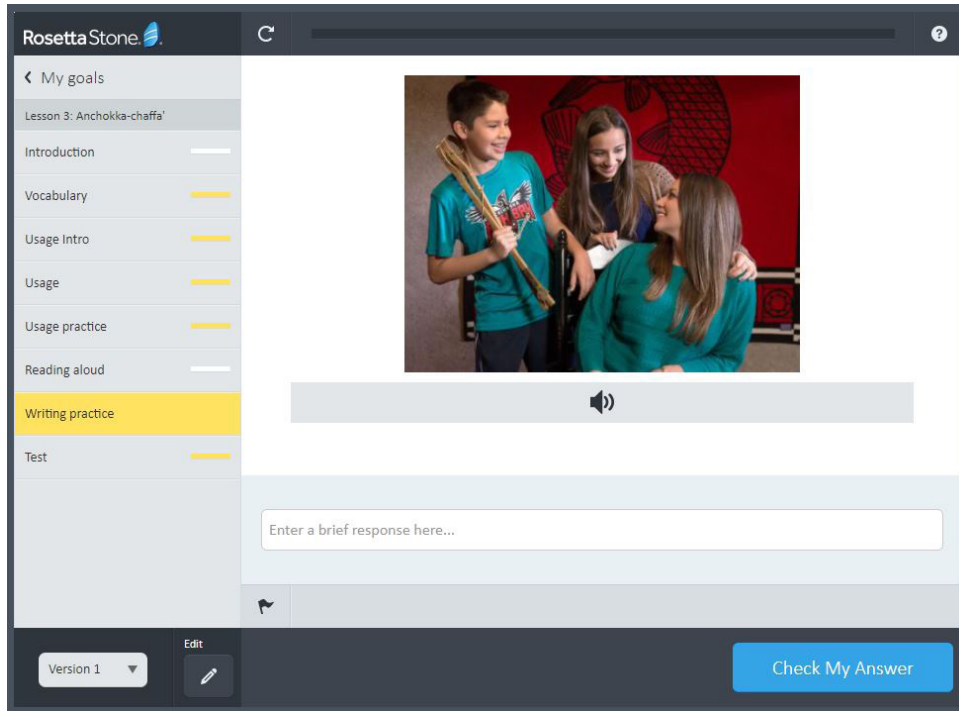 Rosetta Stone.
My goals
Lesson 3: Anchokka-chaffa'
Introduction
Vocabulary
Usage Intro
Usage
Usage practice
Reading aloud
Writing practice
Test
Enter a brief response here...
Version 1
Edit
Check My Answer